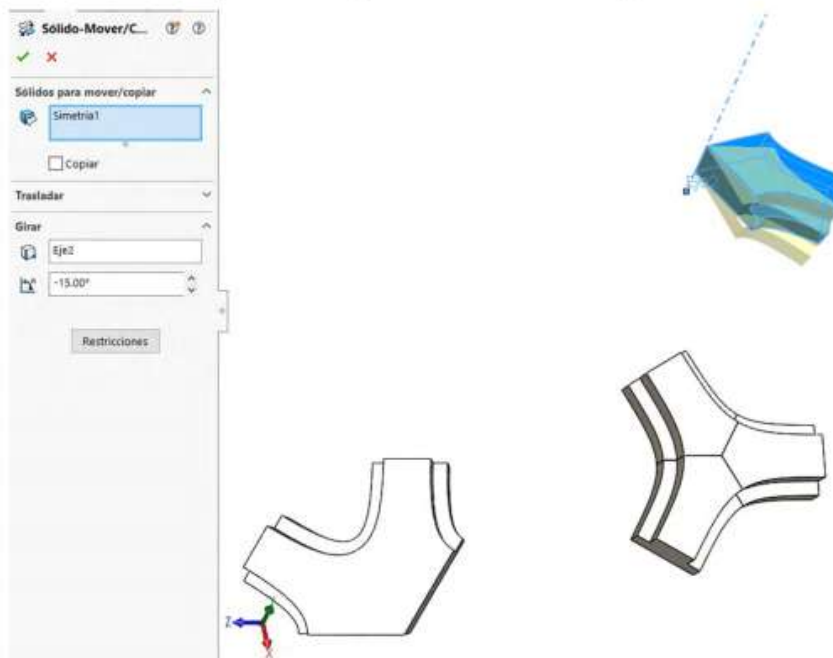 Sólido-Mover/C...
Sólidos para mover/copiar
Simetría1
Copiar
Trasladar
Girar
Eje2
-15.00°
Restricciones
Z
X